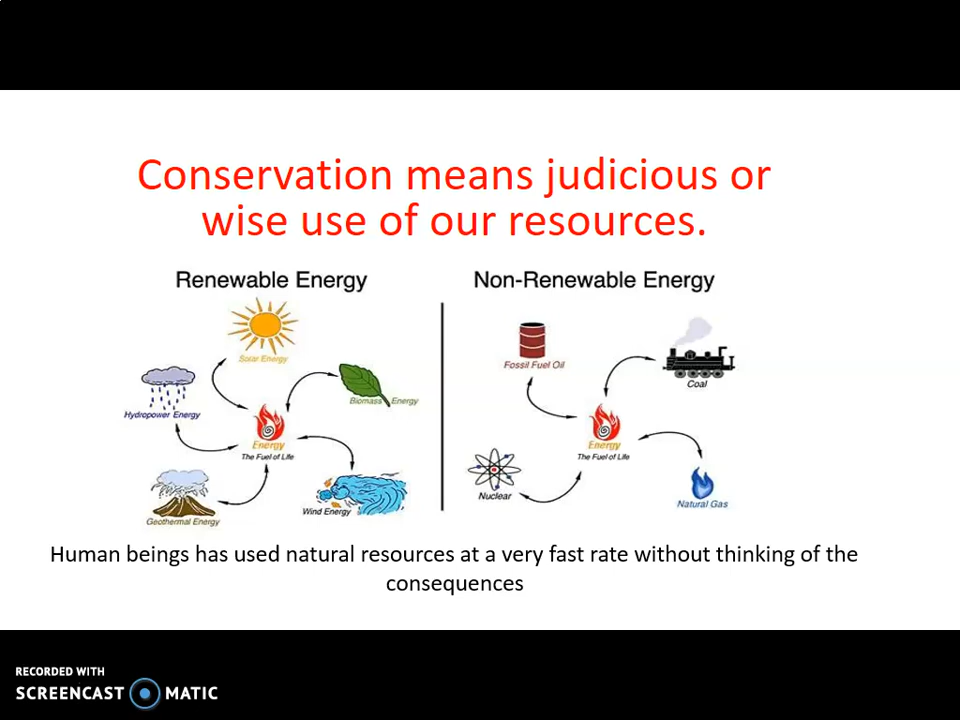 Conservation means judicious or
wise use of our resources.
Renewable Energy
Solar Energy
Hydropower Energy
Biomass Energy
Energy
The Fuel of Life
Geothermal Energy
Wind Energy
Non-Renewable Energy
Fossil Fuel Oil
Coal
Energy
The Fuel of Life
Nuclear
Natural Gas
Human beings has used natural resources at a very fast rate without thinking of the
consequences
RECORDED WITH
SCREENCAST MATIC